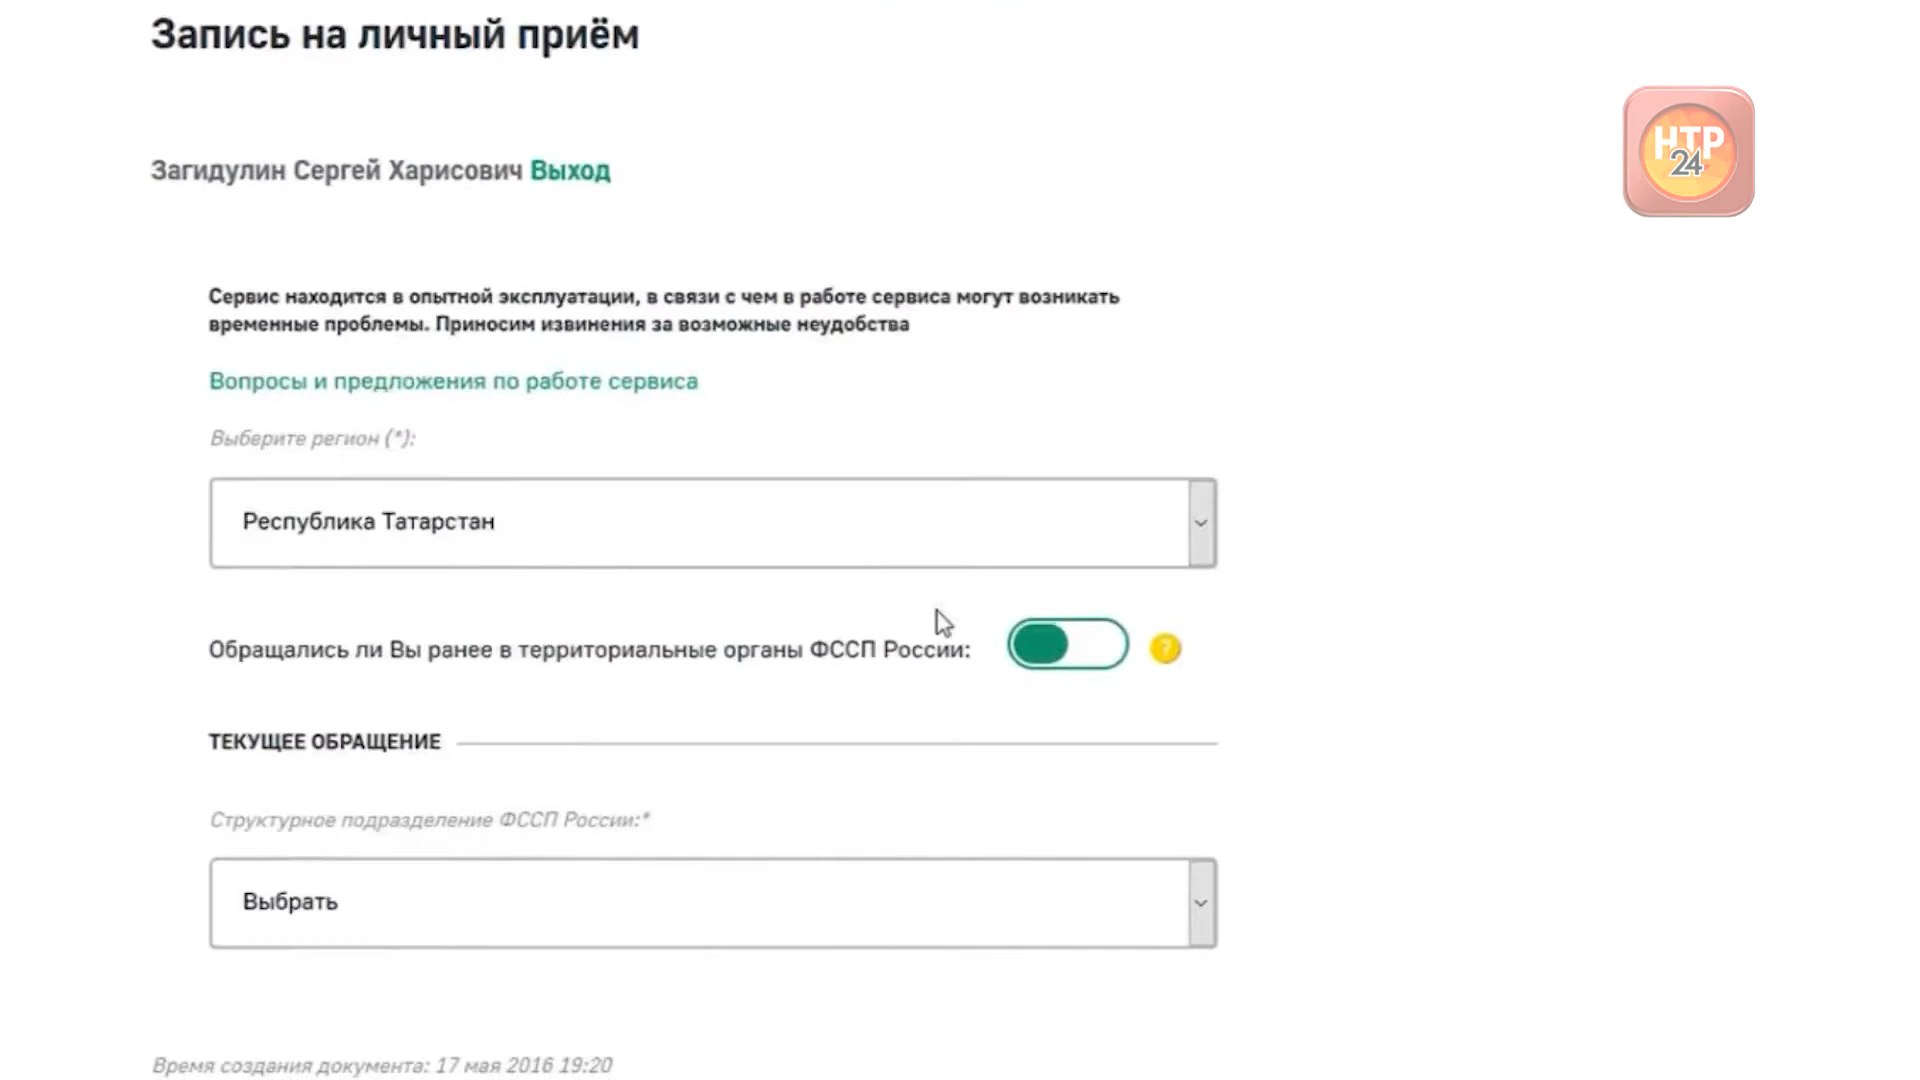 Запись на личный приём
НТР
24
Загидулин Сергей Харисович Выход
Сервис находится в опытной эксплуатации, в связи с чем в работе сервиса могут возникать
временные проблемы. Приносим извинения за возможные неудобства
Вопросы и предложения по работе сервиса
Выберите регион (*):
Республика Татарстан
Обращались ли Вы ранее в территориальные органы ФССП России:
?
ТЕКУЩЕЕ ОБРАЩЕНИЕ
Структурное подразделение ФССП России:*
Выбрать
Время создания документа: 17 мая 2016 19:20